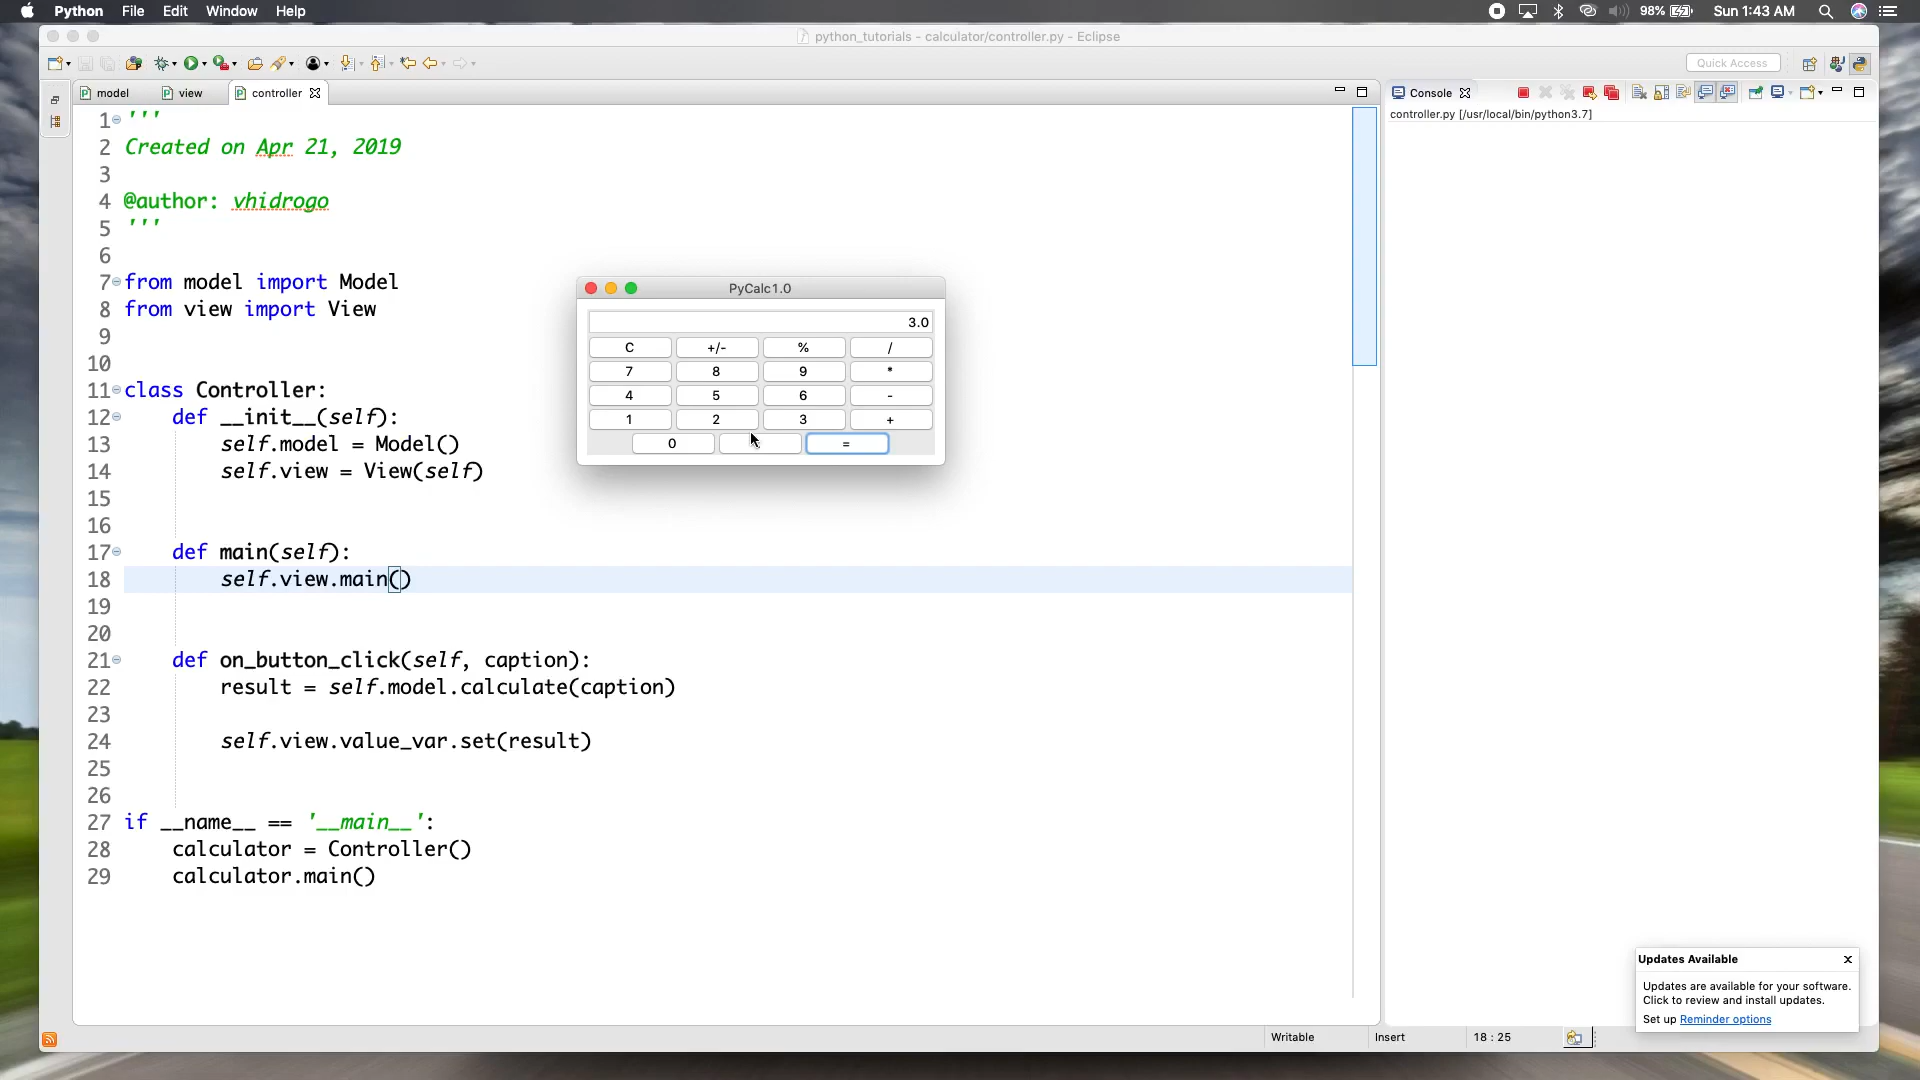 Python File Edit Window Help 98% Sun 1:43 AM
python_tutorials - calculator/controller.py - Eclipse
Quick Access
model view controller
Console
controller.py [/usr/local/bin/python3.7]
1 '''
2 Created on Apr 21, 2019
3
4 @author: vhidrogo
5 '''
6
7 from model import Model
8 from view import View
9
10
11 class Controller:
12 def __init__(self):
13 self.model = Model()
14 self.view = View(self)
15
16
17 def main(self):
18 self.view.main()
19
20
21 def on_button_click(self, caption):
22 result = self.model.calculate(caption)
23
24 self.view.value_var.set(result)
25
26
27 if __name__ == '__main__':
28 calculator = Controller()
29 calculator.main()
PyCalc1.0
3.0
C +/- % /
7 8 9 *
4 5 6 -
1 2 3 +
0 =
Updates Available
Updates are available for your software.
Click to review and install updates.
Set up Reminder options
Writable Insert 18 : 25